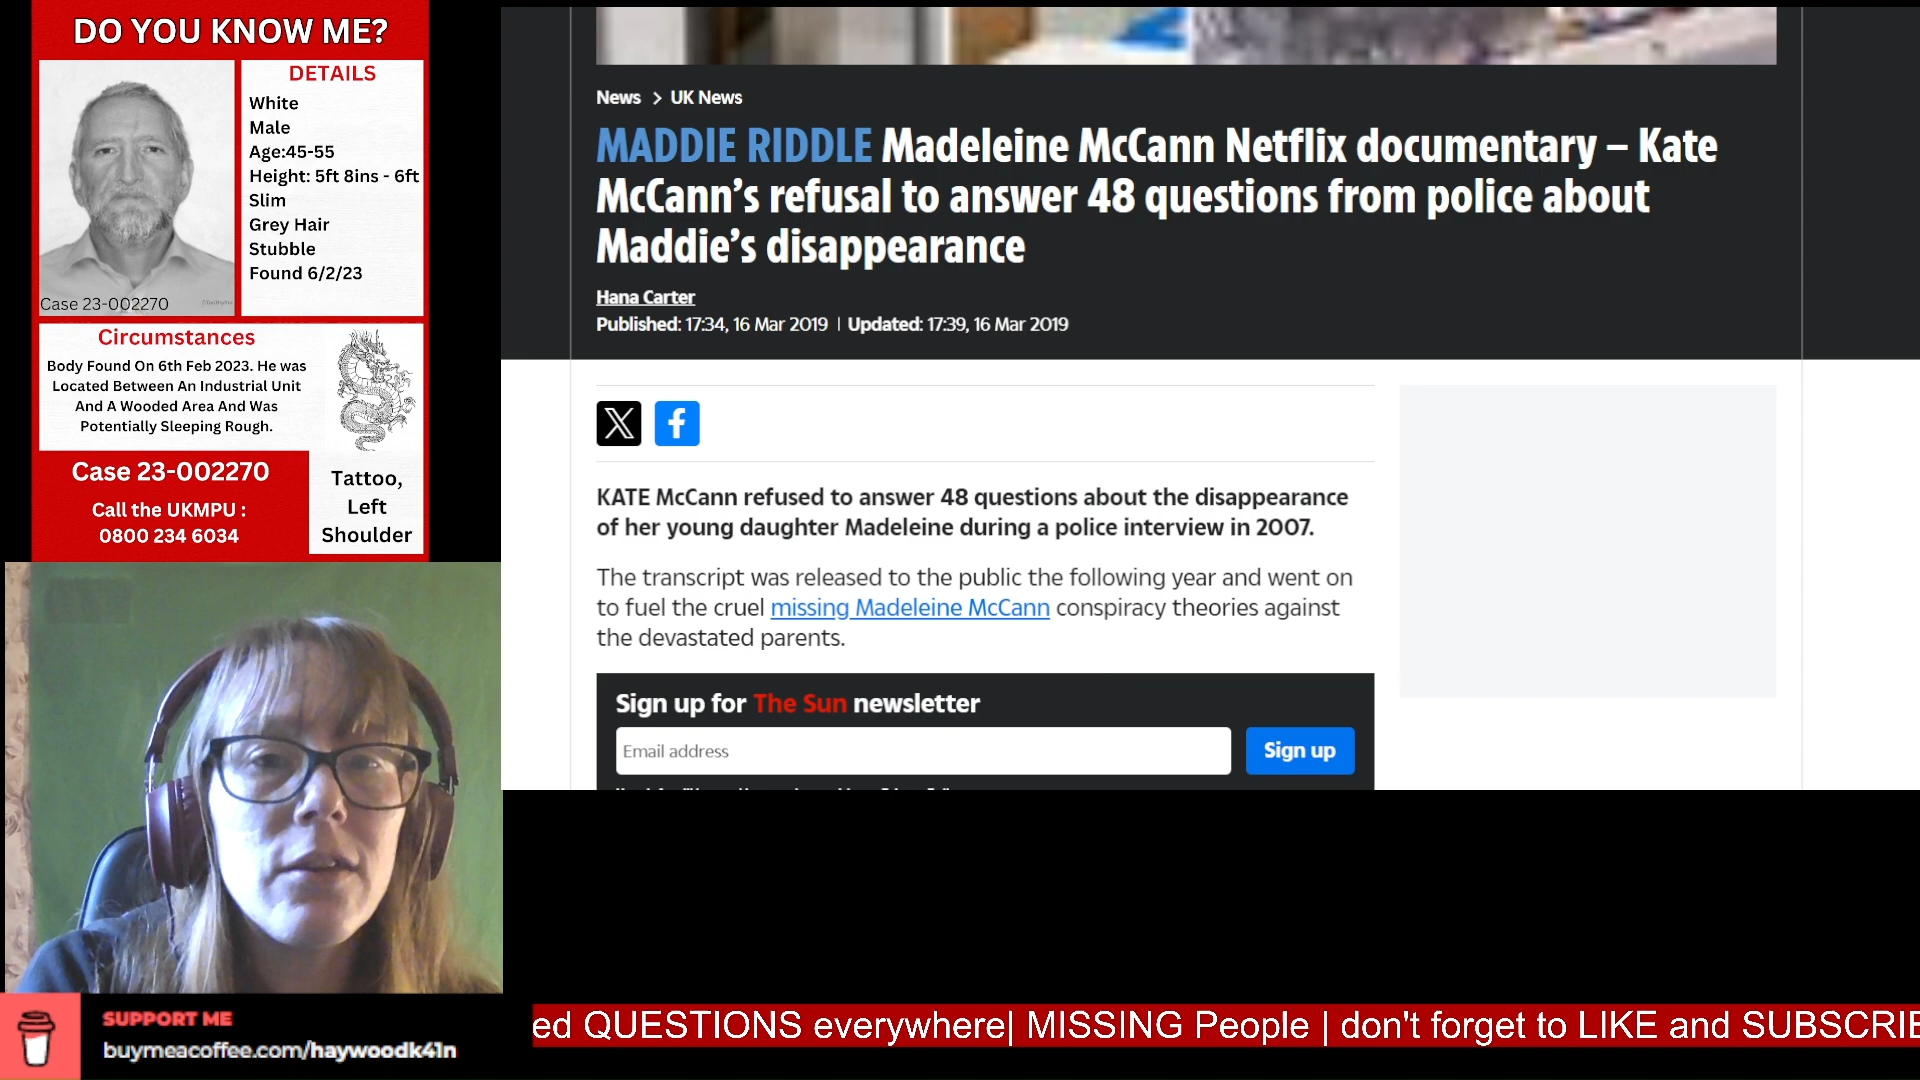 DO YOU KNOW ME?
DETAILS
White
Male
Age:45-55
Height: 5ft 8ins - 6ft
Slim
Grey Hair
Stubble
Found 6/2/23
Case 23-002270
Circumstances
Body Found On 6th Feb 2023. He was
Located Between An Industrial Unit
And A Wooded Area And Was
Potentially Sleeping Rough.
Case 23-002270
Call the UKMPU :
0800 234 6034
Tattoo,
Left
Shoulder
News > UK News
MADDIE RIDDLE Madeleine McCann Netflix documentary – Kate
McCann’s refusal to answer 48 questions from police about
Maddie’s disappearance
Hana Carter
Published: 17:34, 16 Mar 2019 | Updated: 17:39, 16 Mar 2019
KATE McCann refused to answer 48 questions about the disappearance
of her young daughter Madeleine during a police interview in 2007.
The transcript was released to the public the following year and went on
to fuel the cruel missing Madeleine McCann conspiracy theories against
the devastated parents.
Sign up for The Sun newsletter
Email address
Sign up
SUPPORT ME
buymeacoffee.com/haywoodk41n
ed QUESTIONS everywhere| MISSING People | don't forget to LIKE and SUBSCRIBE